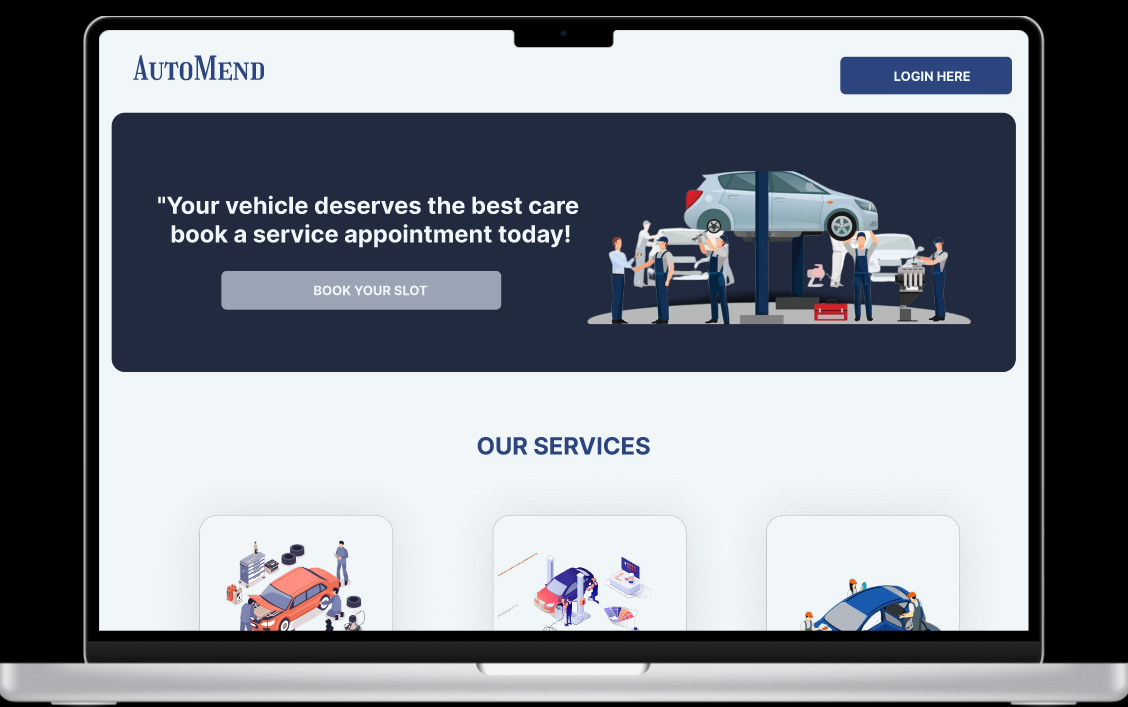 AUTOMEND
LOGIN HERE
"Your vehicle deserves the best care
book a service appointment today!
BOOK YOUR SLOT
OUR SERVICES